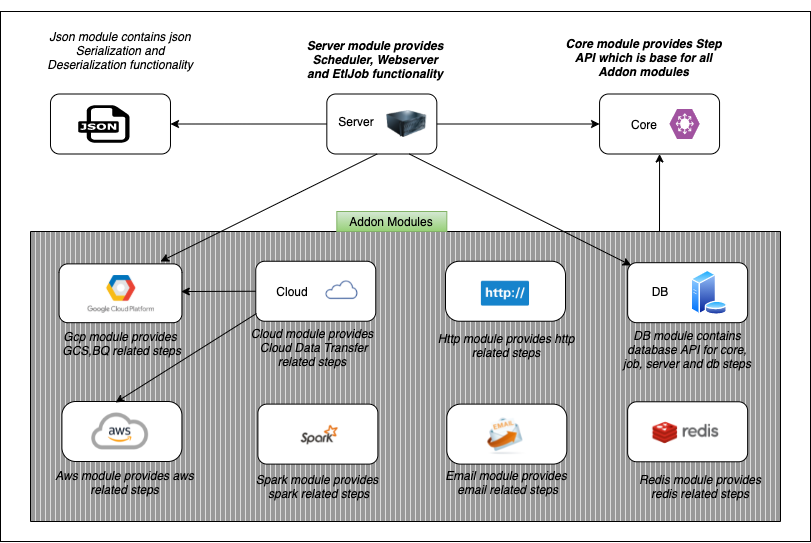 Json module contains json
Serialization and
Deserialization functionality
Server module provides
Scheduler, Webserver
and EtlJob functionality
Core module provides Step
API which is base for all
Addon modules
JSON
Server
Core
Addon Modules
Google Cloud Platform
Cloud
http://
DB
Gcp module provides
GCS,BQ related steps
Cloud module provides
Cloud Data Transfer
related steps
Http module provides http
related steps
DB module contains
database API for core,
job, server and db steps
aws
Spark
EMAIL
redis
Aws module provides aws
related steps
Spark module provides
spark related steps
Email module provides
email related steps
Redis module provides
redis related steps